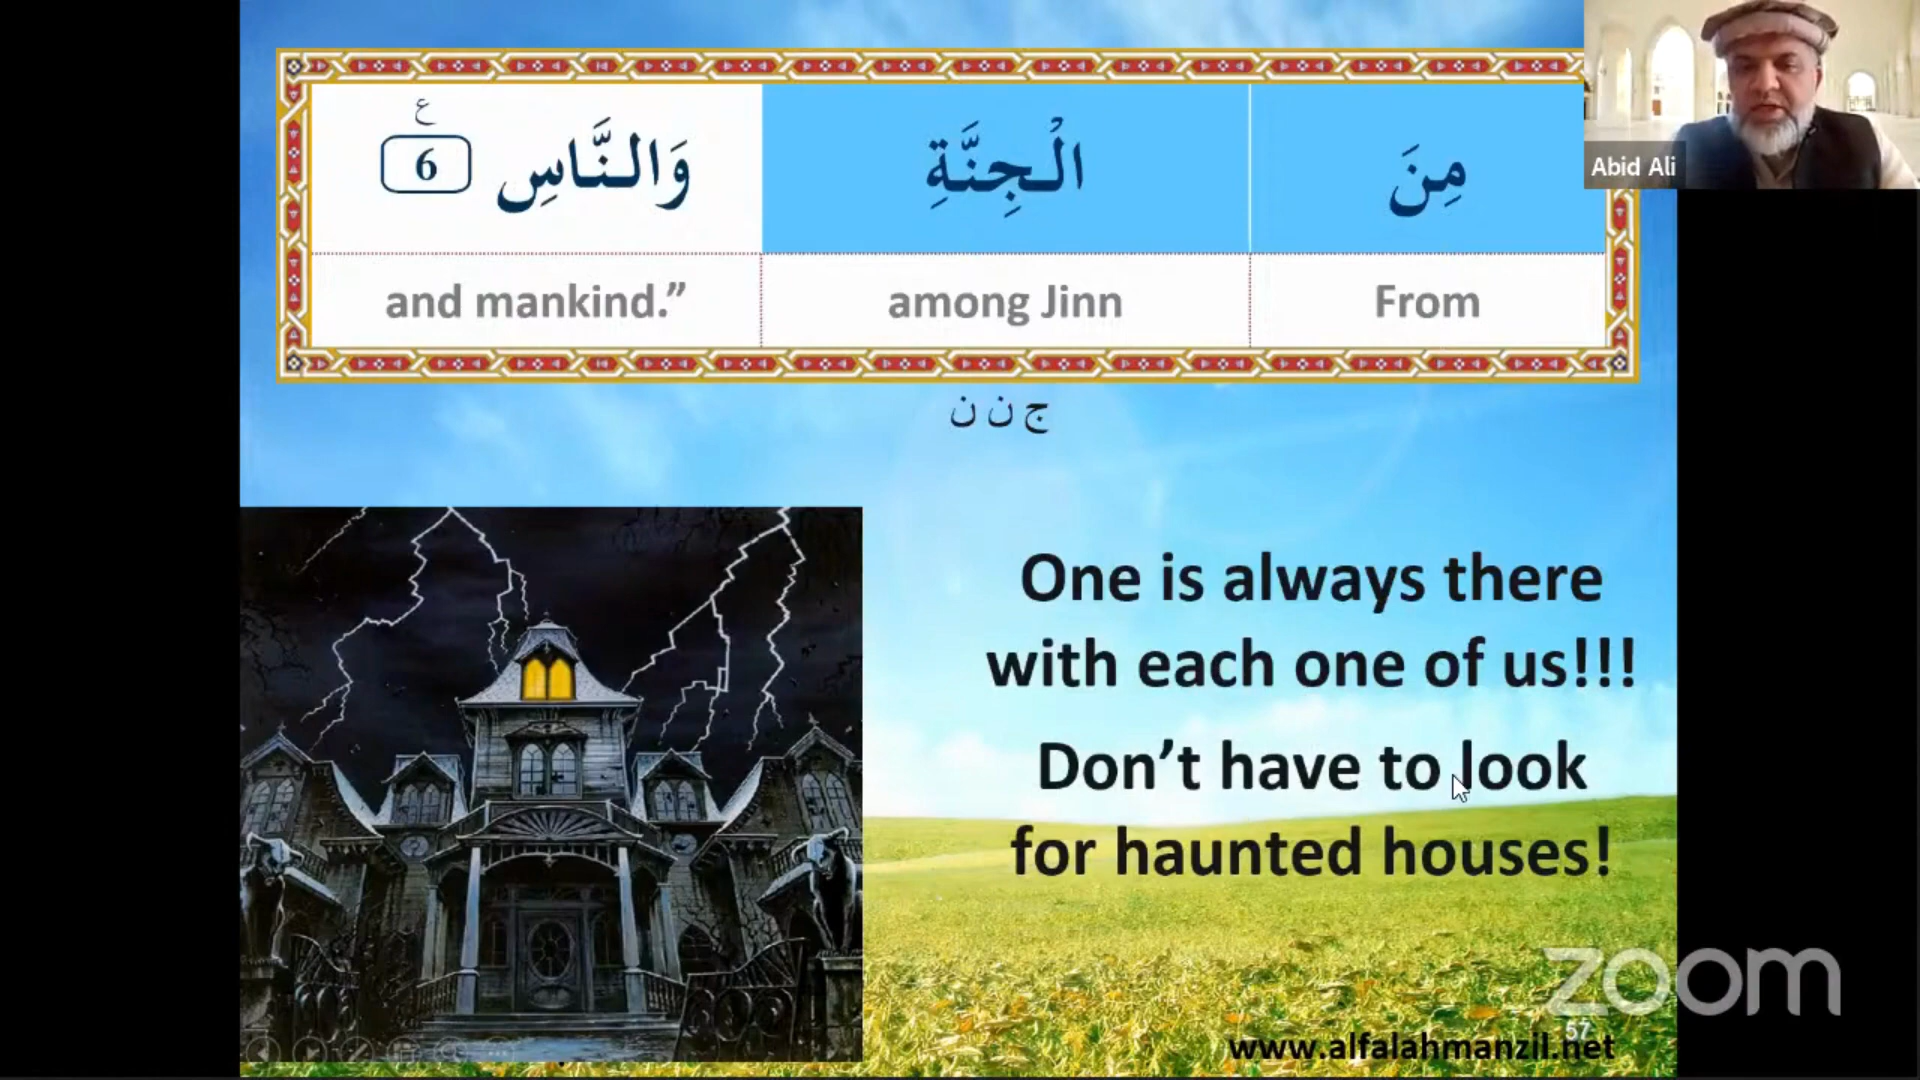 مِنَ الْجِنَّةِ وَالنَّاسِ ع 6
From among Jinn and mankind.”
ج ن ن
Abid Ali
One is always there
with each one of us!!!
Don’t have to look
for haunted houses!
zoom
57
www.alfalahmanzil.net